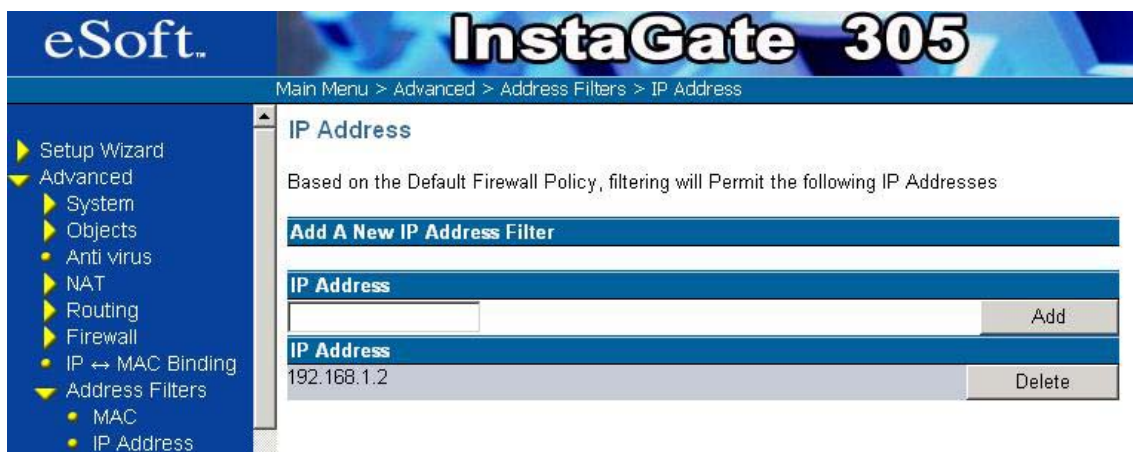 eSoft™
InstaGate 305
Main Menu > Advanced > Address Filters > IP Address
Setup Wizard
Advanced
System
Objects
Anti virus
NAT
Routing
Firewall
IP ↔ MAC Binding
Address Filters
MAC
IP Address
IP Address
Based on the Default Firewall Policy, filtering will Permit the following IP Addresses
Add A New IP Address Filter
IP Address
Add
IP Address
192.168.1.2 Delete